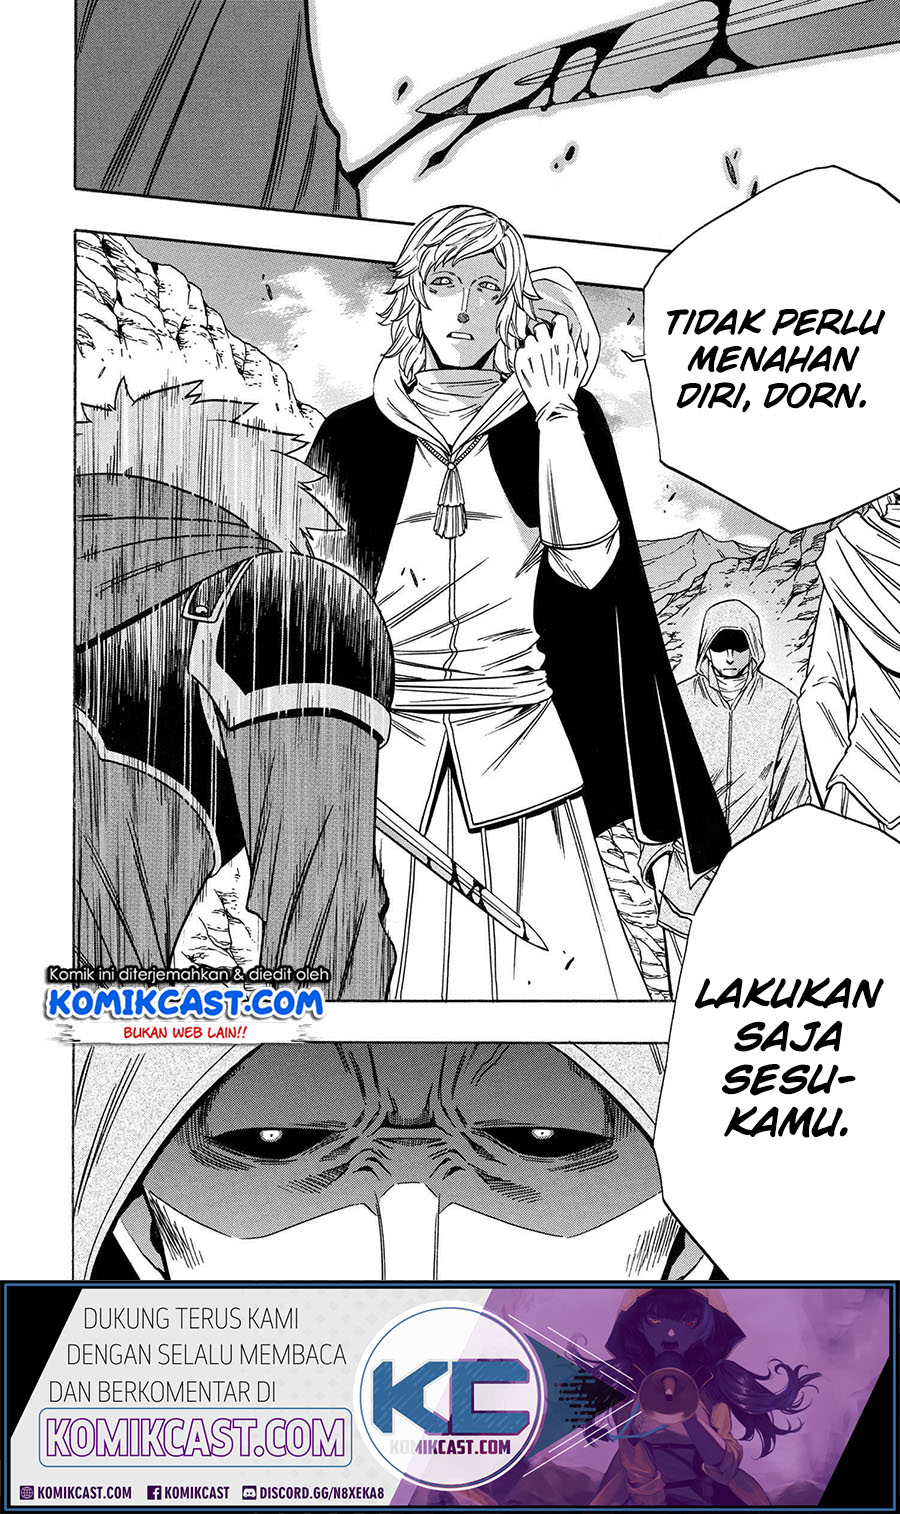 TIDAK PERLU
MENAHAN
DIRI, DORN.
LAKUKAN
SAJA
SESU-
KAMU.
Komik ini diterjemahkan & diedit oleh
KOMIKCAST.COM
BUKAN WEB LAIN!!
DUKUNG TERUS KAMI
DENGAN SELALU MEMBACA
DAN BERKOMENTAR DI
KOMIKCAST.COM
KC
KOMIKCAST.COM
KOMIKCAST.COM KOMIKCAST DISCORD.GG/N8XEKA8